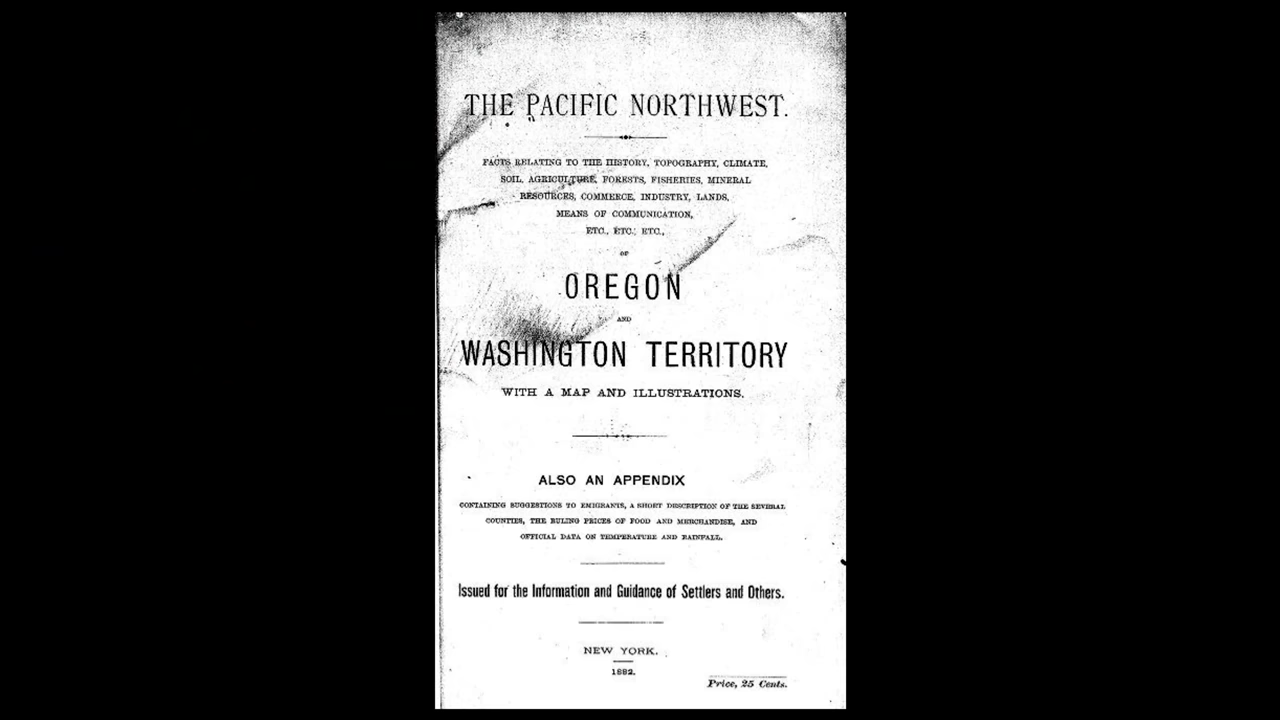 THE PACIFIC NORTHWEST.
FACTS RELATING TO THE HISTORY, TOPOGRAPHY, CLIMATE,
SOIL, AGRICULTURE, FORESTS, FISHERIES, MINERAL
RESOURCES, COMMERCE, INDUSTRY, LANDS,
MEANS OF COMMUNICATION,
ETC., ETC., ETC.,
OF
OREGON
AND
WASHINGTON TERRITORY
WITH A MAP AND ILLUSTRATIONS.
ALSO AN APPENDIX
CONTAINING SUGGESTIONS TO EMIGRANTS, A SHORT DESCRIPTION OF THE SEVERAL
COUNTIES, THE RULING PRICES OF FOOD AND MERCHANDISE, AND
OFFICIAL DATA ON TEMPERATURE AND RAINFALL.
Issued for the Information and Guidance of Settlers and Others.
NEW YORK.
1882.
Price, 25 Cents.